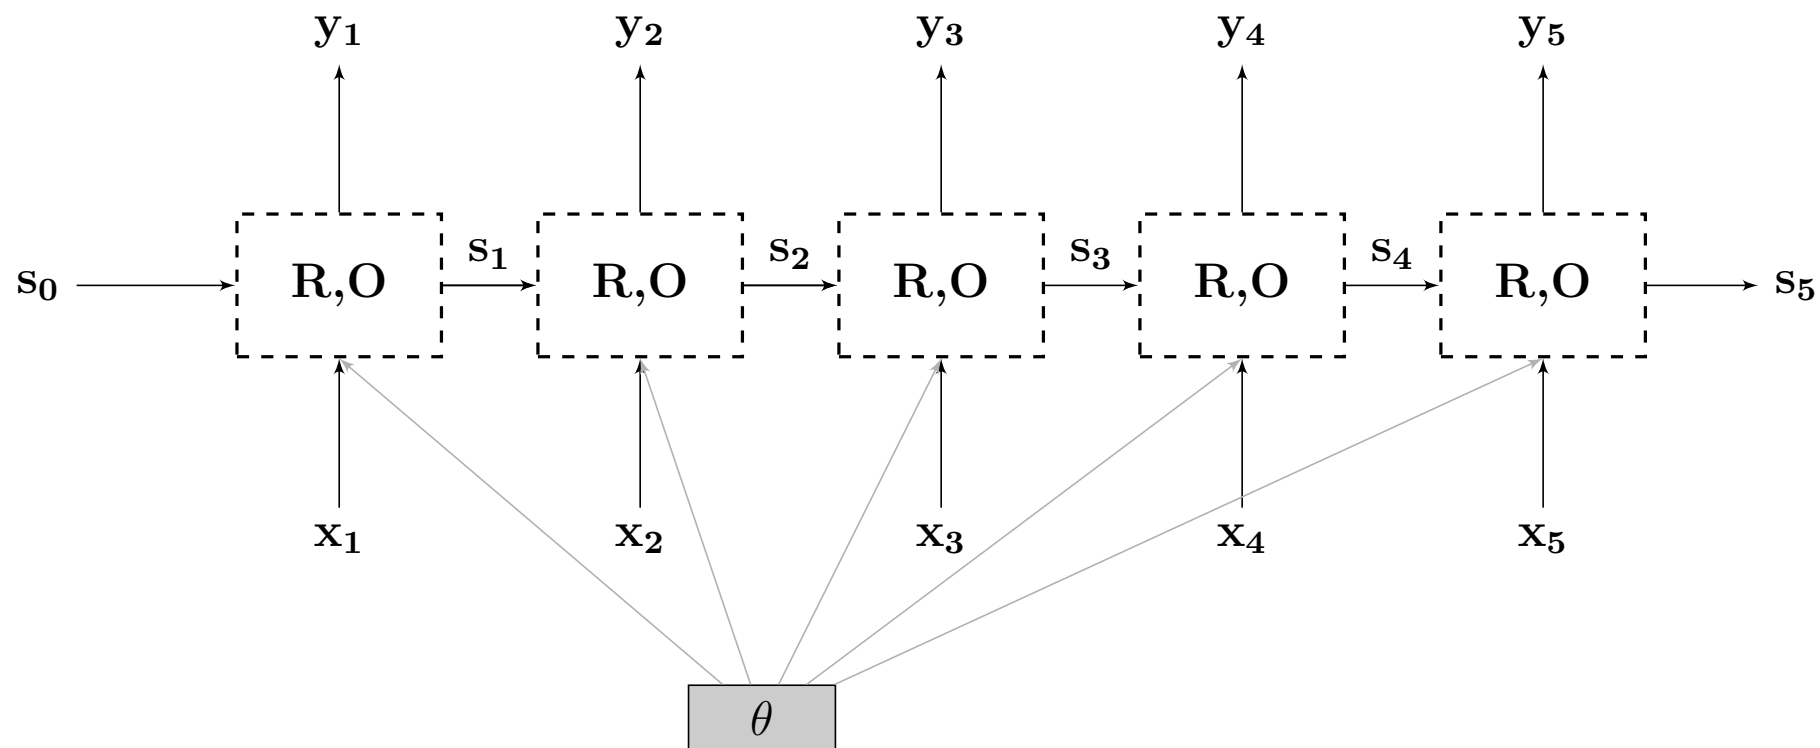 y₁ y₂ y₃ y₄ y₅
s₀ R,O s₁ R,O s₂ R,O s₃ R,O s₄ R,O s₅
x₁ x₂ x₃ x₄ x₅
θ